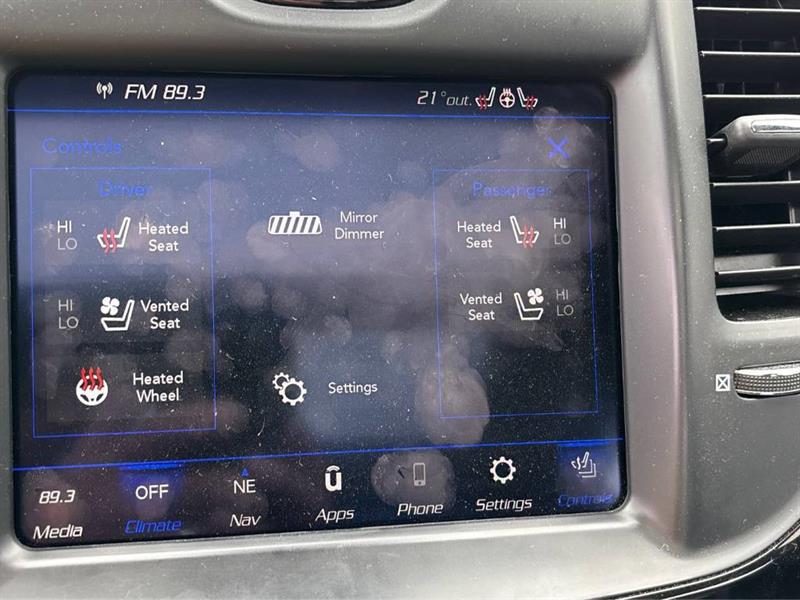 FM 89.3
21° out.
Controls
Driver
Passenger
HI
LO
Heated
Seat
Mirror
Dimmer
Heated
Seat
HI
LO
HI
LO
Vented
Seat
Vented
Seat
HI
LO
Heated
Wheel
Settings
89.3
Media
OFF
Climate
NE
Nav
Apps
Phone
Settings
Controls